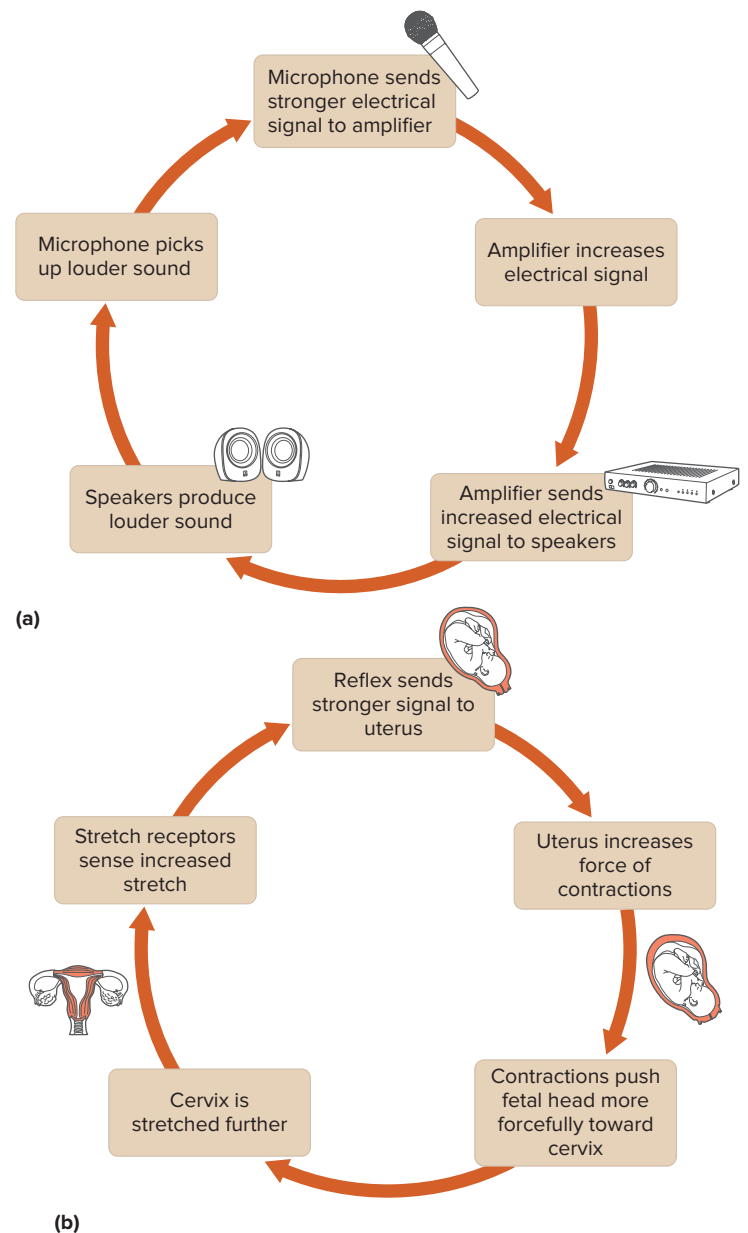 Microphone sends
stronger electrical
signal to amplifier
Amplifier increases
electrical signal
Amplifier sends
increased electrical
signal to speakers
Speakers produce
louder sound
Microphone picks
up louder sound
(a)
Reflex sends
stronger signal to
uterus
Uterus increases
force of
contractions
Contractions push
fetal head more
forcefully toward
cervix
Cervix is
stretched further
Stretch receptors
sense increased
stretch
(b)